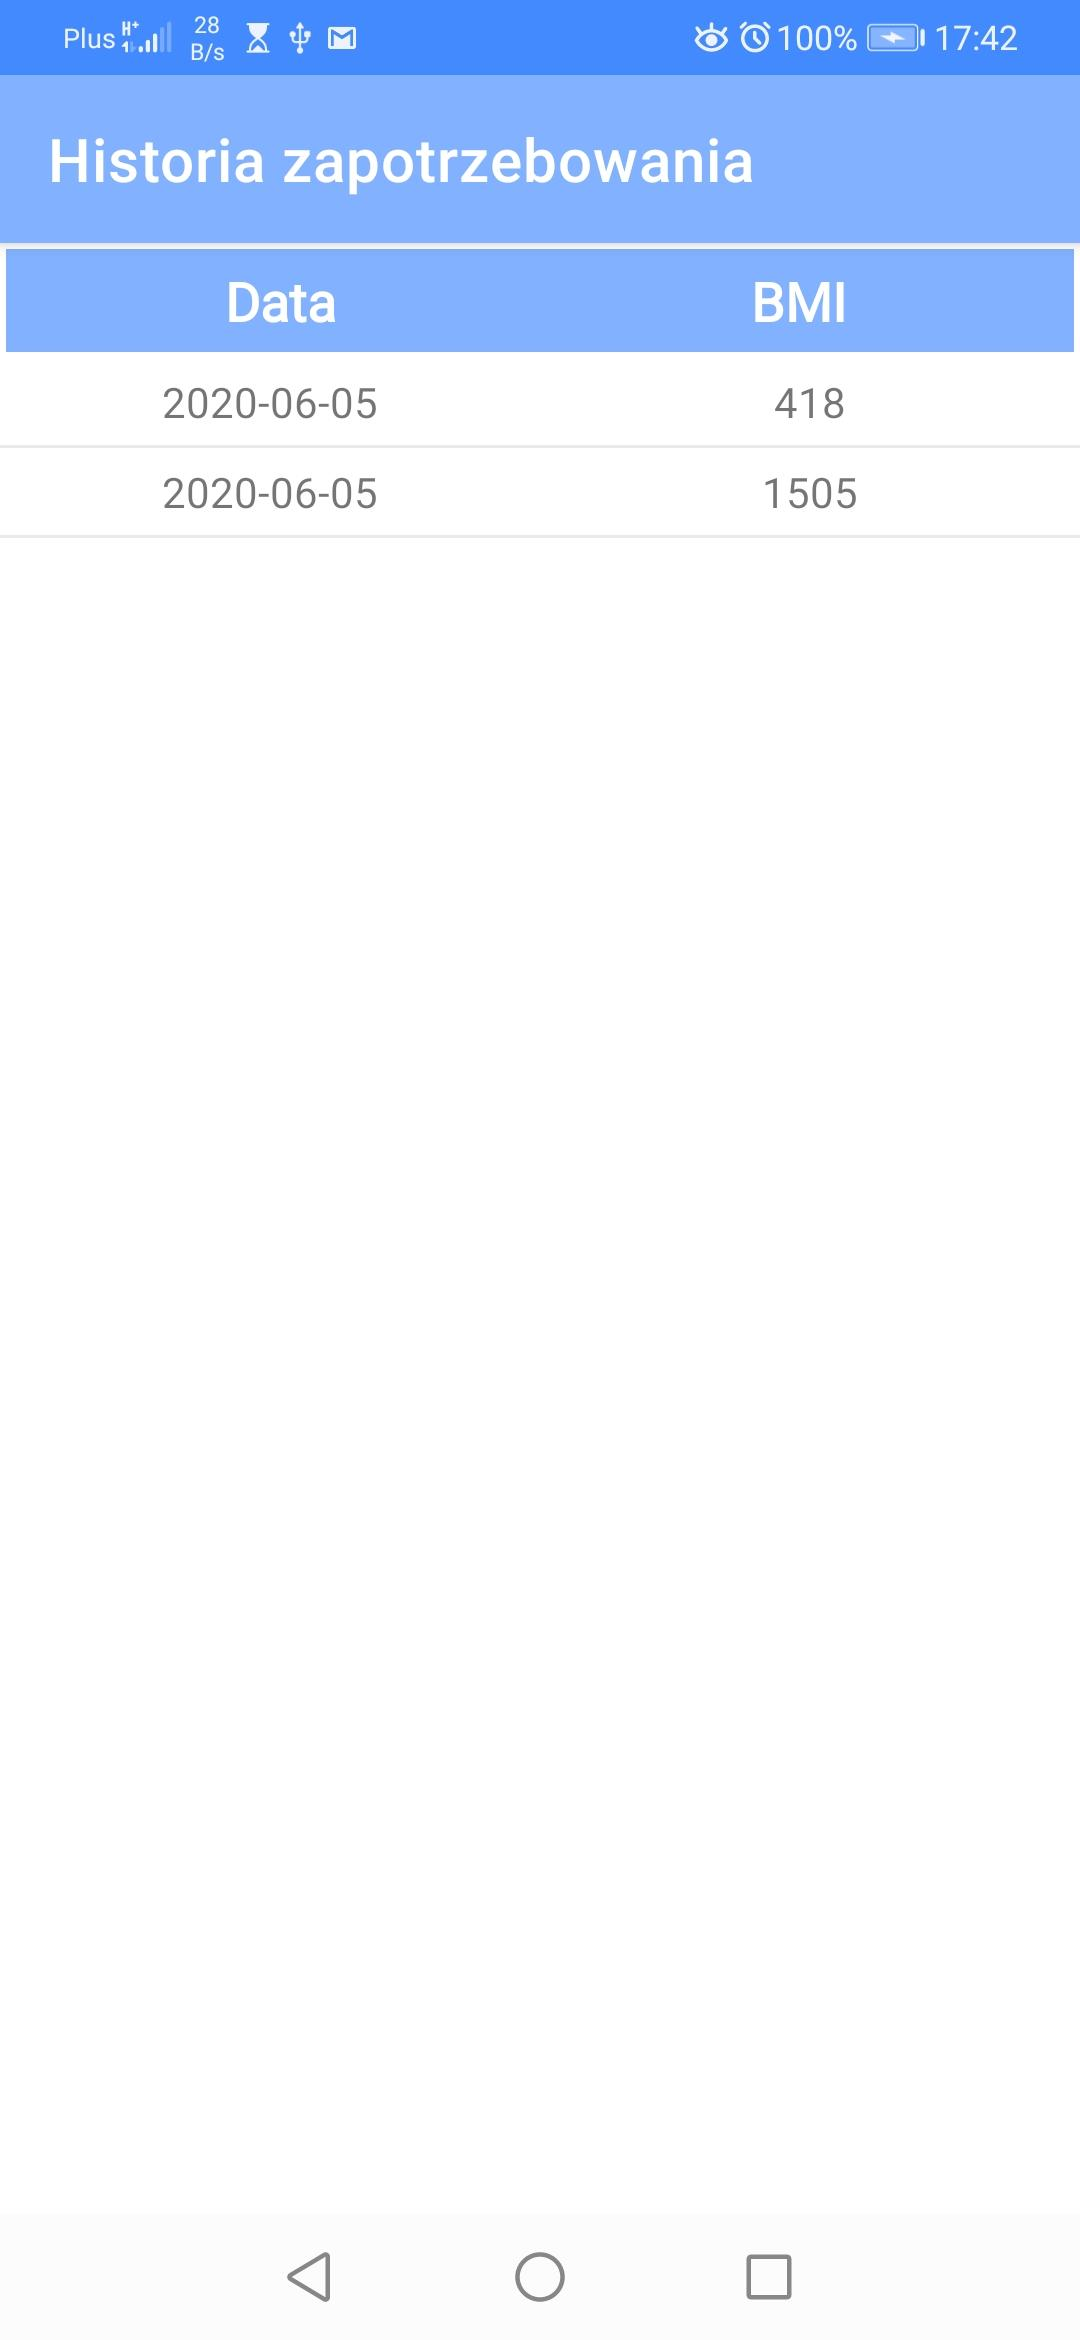 Plus H+ 28 B/s 100% 17:42
Historia zapotrzebowania
Data BMI
2020-06-05 418
2020-06-05 1505